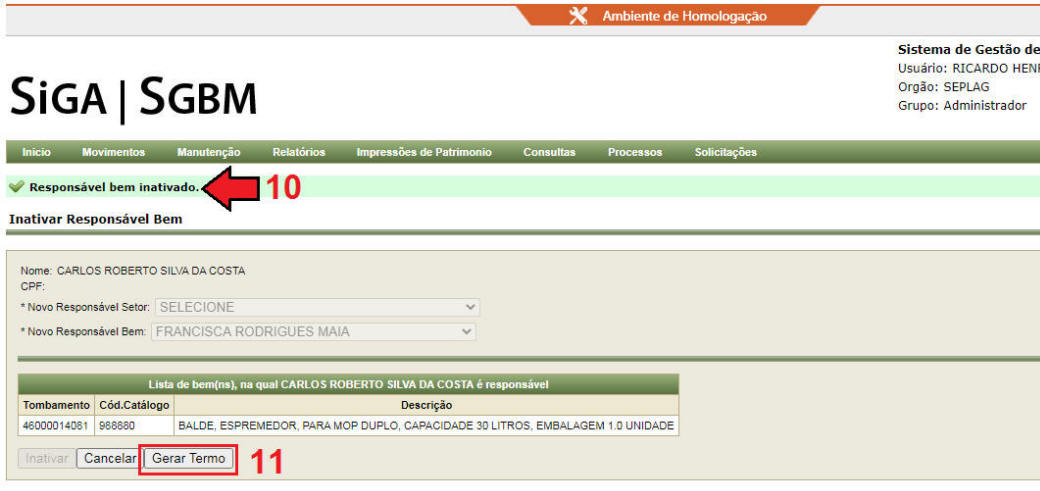 Ambiente de Homologação
Sistema de Gestão de
Usuário: RICARDO HENR
Orgão: SEPLAG
Grupo: Administrador
SiGA | SGBM
Início Movimentos Manutenção Relatórios Impressões de Patrimonio Consultas Processos Solicitações
Responsável bem inativado. 10
Inativar Responsável Bem
Nome: CARLOS ROBERTO SILVA DA COSTA
CPF:
* Novo Responsável Setor: SELECIONE
* Novo Responsável Bem: FRANCISCA RODRIGUES MAIA
Lista de bem(ns), na qual CARLOS ROBERTO SILVA DA COSTA é responsável
Tombamento Cód.Catálogo Descrição
46000014081 988880 BALDE, ESPREMEDOR, PARA MOP DUPLO, CAPACIDADE 30 LITROS, EMBALAGEM 1.0 UNIDADE
Inativar Cancelar Gerar Termo 11